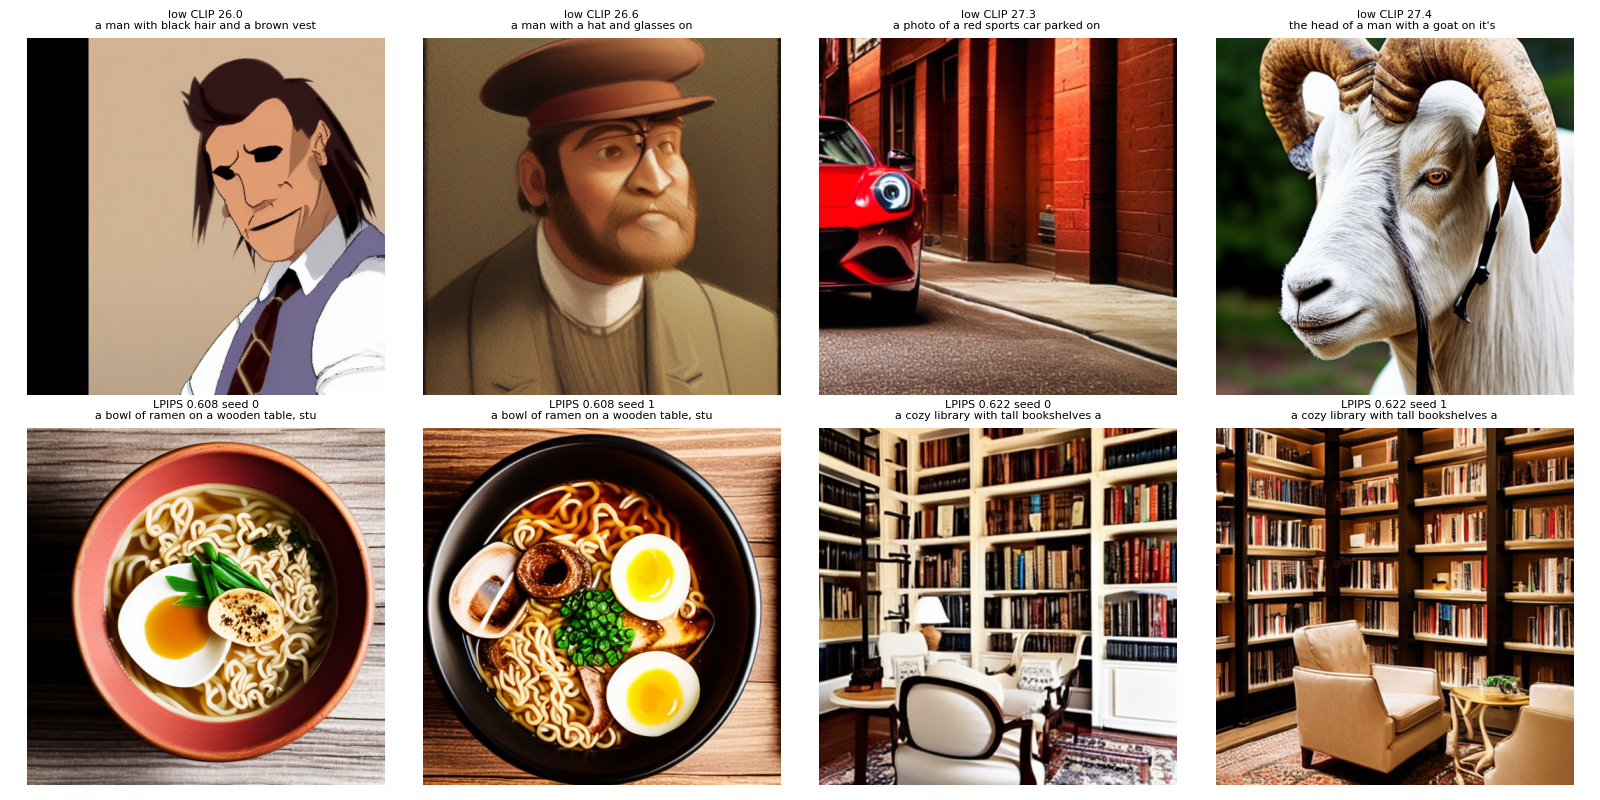 low CLIP 26.0
a man with black hair and a brown vest
low CLIP 26.6
a man with a hat and glasses on
low CLIP 27.3
a photo of a red sports car parked on
low CLIP 27.4
the head of a man with a goat on it's
LPIPS 0.608 seed 0
a bowl of ramen on a wooden table, stu
LPIPS 0.608 seed 1
a bowl of ramen on a wooden table, stu
LPIPS 0.622 seed 0
a cozy library with tall bookshelves a
LPIPS 0.622 seed 1
a cozy library with tall bookshelves a